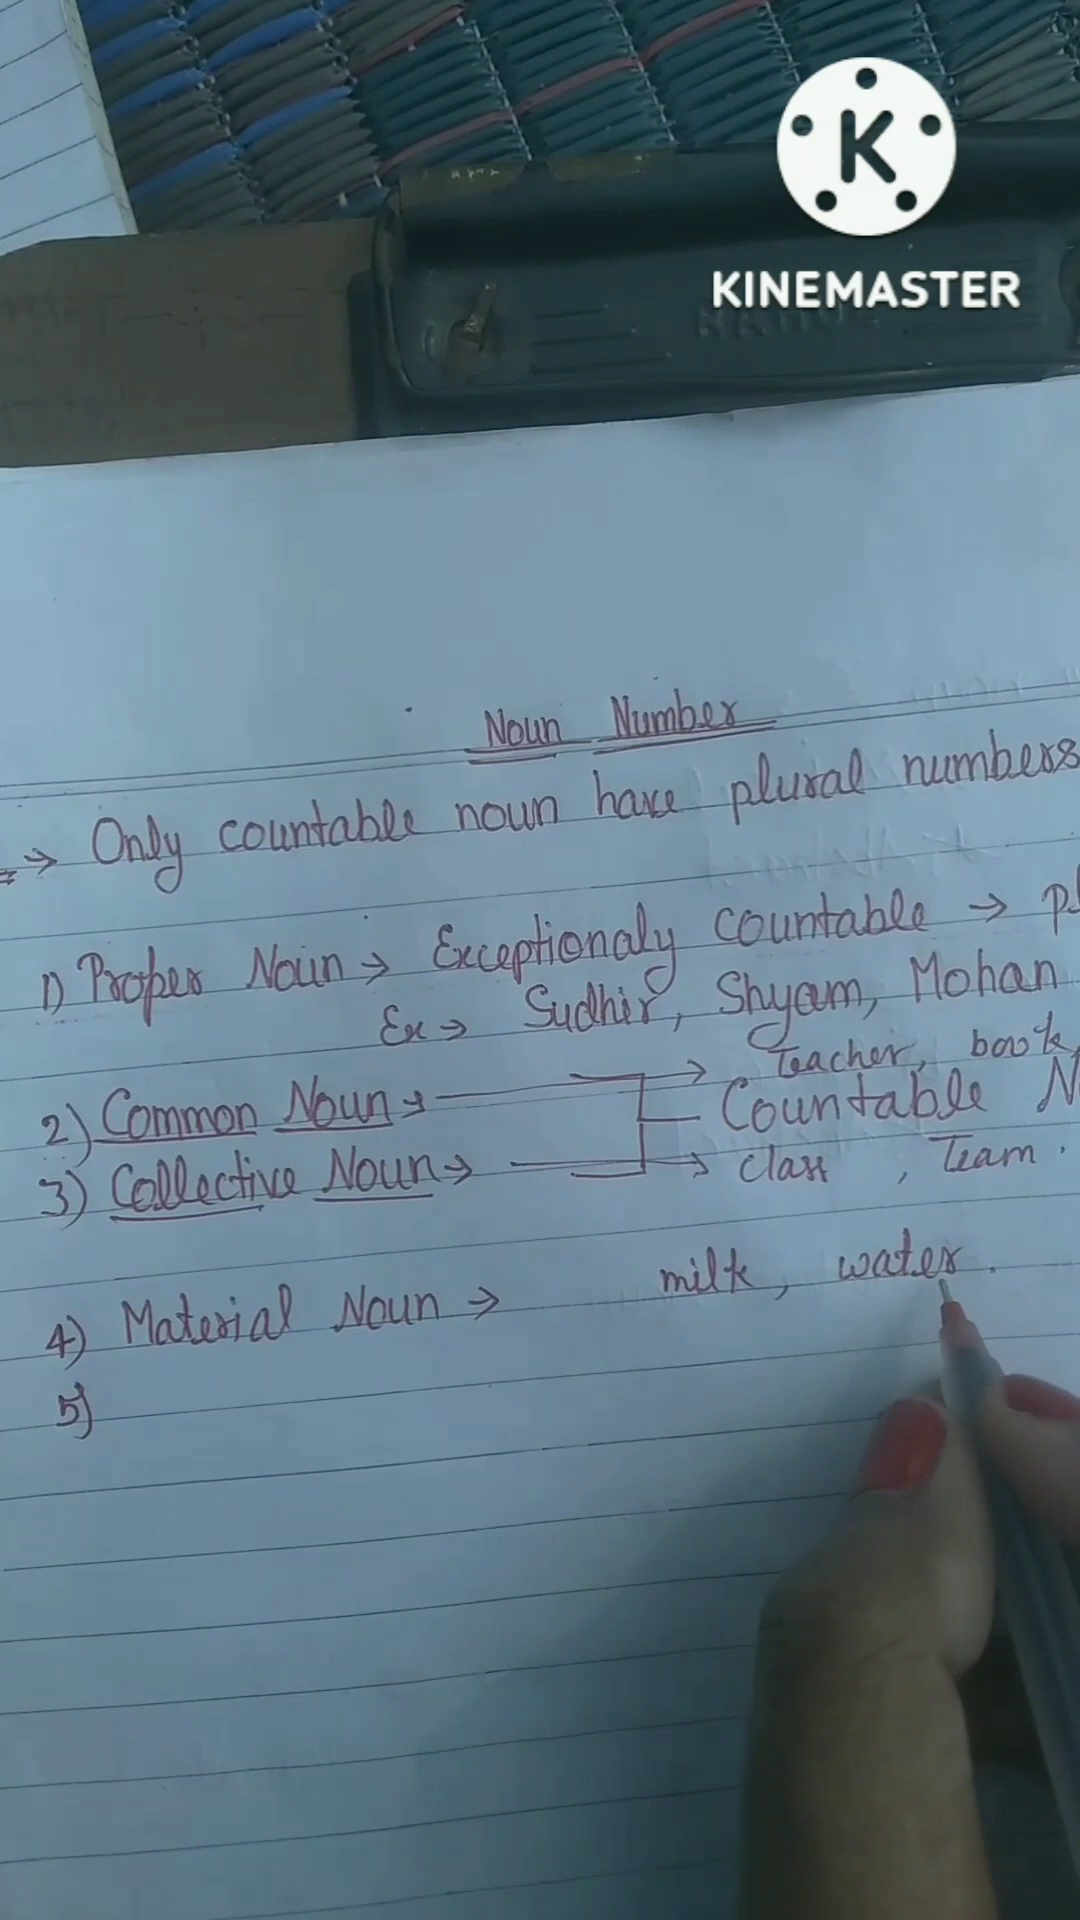 KINEMASTER
Noun Number
→ Only countable noun have plural numbers
1) Proper Noun → Exceptionaly countable →
Ex → Sudhir, Shyam, Mohan
Teacher, book,
2) Common Noun →
Countable
3) Collective Noun → class, Team.
4) Material Noun → milk, water.
5)